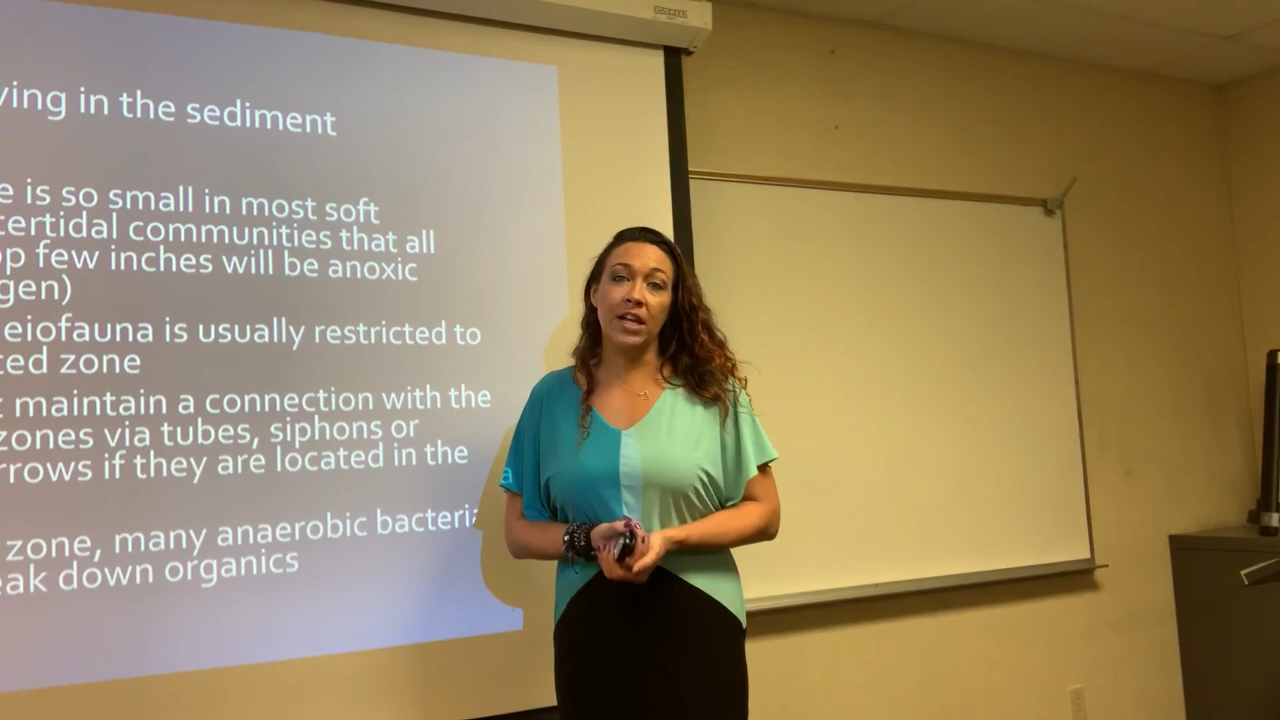 ving in the sediment
e is so small in most soft
tertidal communities that all
op few inches will be anoxic
gen)
eiofauna is usually restricted to
ted zone
t maintain a connection with the
zones via tubes, siphons or
rrows if they are located in the
a
zone, many anaerobic bacteria
eak down organics